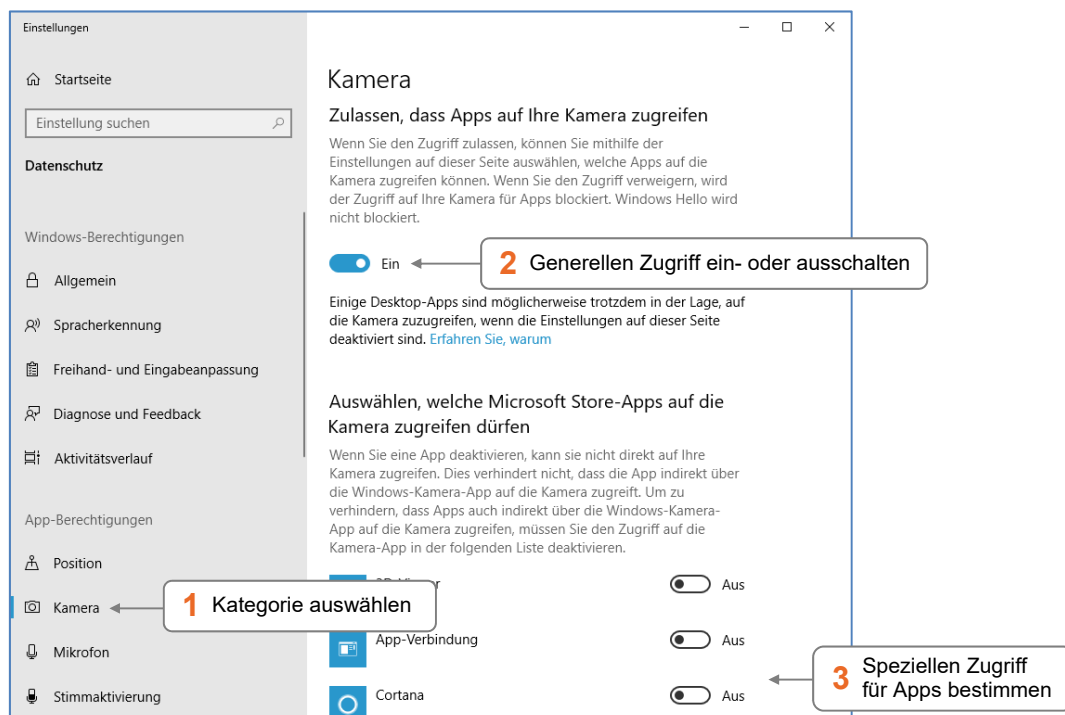 Einstellungen
Startseite
Einstellung suchen
Datenschutz
Windows-Berechtigungen
Allgemein
Spracherkennung
Freihand- und Eingabeanpassung
Diagnose und Feedback
Aktivitätsverlauf
App-Berechtigungen
Position
Kamera
Mikrofon
Stimmaktivierung
1 Kategorie auswählen
Kamera
Zulassen, dass Apps auf Ihre Kamera zugreifen
Wenn Sie den Zugriff zulassen, können Sie mithilfe der
Einstellungen auf dieser Seite auswählen, welche Apps auf die
Kamera zugreifen können. Wenn Sie den Zugriff verweigern, wird
der Zugriff auf Ihre Kamera für Apps blockiert. Windows Hello wird
nicht blockiert.
Ein
2 Generellen Zugriff ein- oder ausschalten
Einige Desktop-Apps sind möglicherweise trotzdem in der Lage, auf
die Kamera zuzugreifen, wenn die Einstellungen auf dieser Seite
deaktiviert sind. Erfahren Sie, warum
Auswählen, welche Microsoft Store-Apps auf die
Kamera zugreifen dürfen
Wenn Sie eine App deaktivieren, kann sie nicht direkt auf Ihre
Kamera zugreifen. Dies verhindert nicht, dass die App indirekt über
die Windows-Kamera-App auf die Kamera zugreift. Um zu
verhindern, dass Apps auch indirekt über die Windows-Kamera-
App auf die Kamera zugreifen, müssen Sie den Zugriff auf die
Kamera-App in der folgenden Liste deaktivieren.
Aus
App-Verbindung Aus
Cortana Aus
3 Speziellen Zugriff
für Apps bestimmen